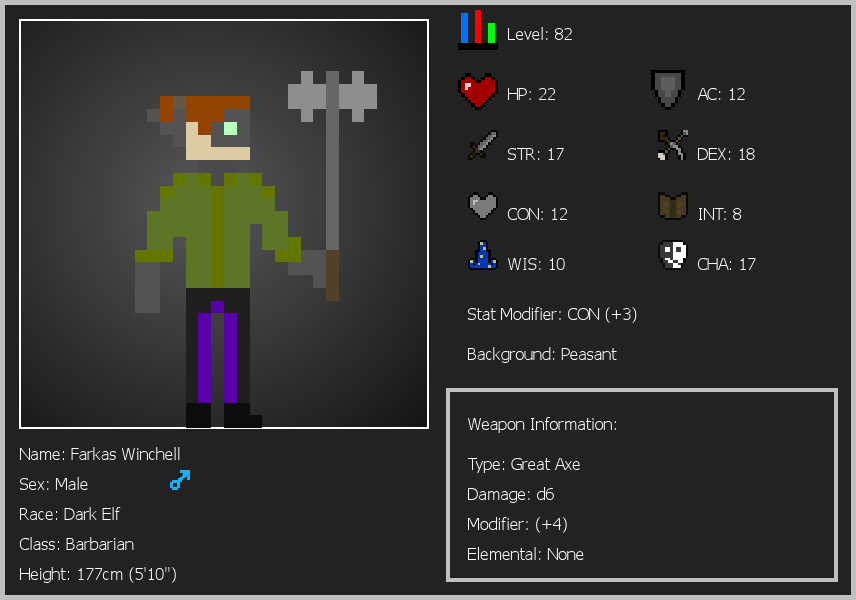 Level: 82
HP: 22
AC: 12
STR: 17
DEX: 18
CON: 12
INT: 8
WIS: 10
CHA: 17
Stat Modifier: CON (+3)
Background: Peasant
Weapon Information:
Type: Great Axe
Damage: d6
Modifier: (+4)
Elemental: None
Name: Farkas Winchell
Sex: Male
Race: Dark Elf
Class: Barbarian
Height: 177cm (5'10")